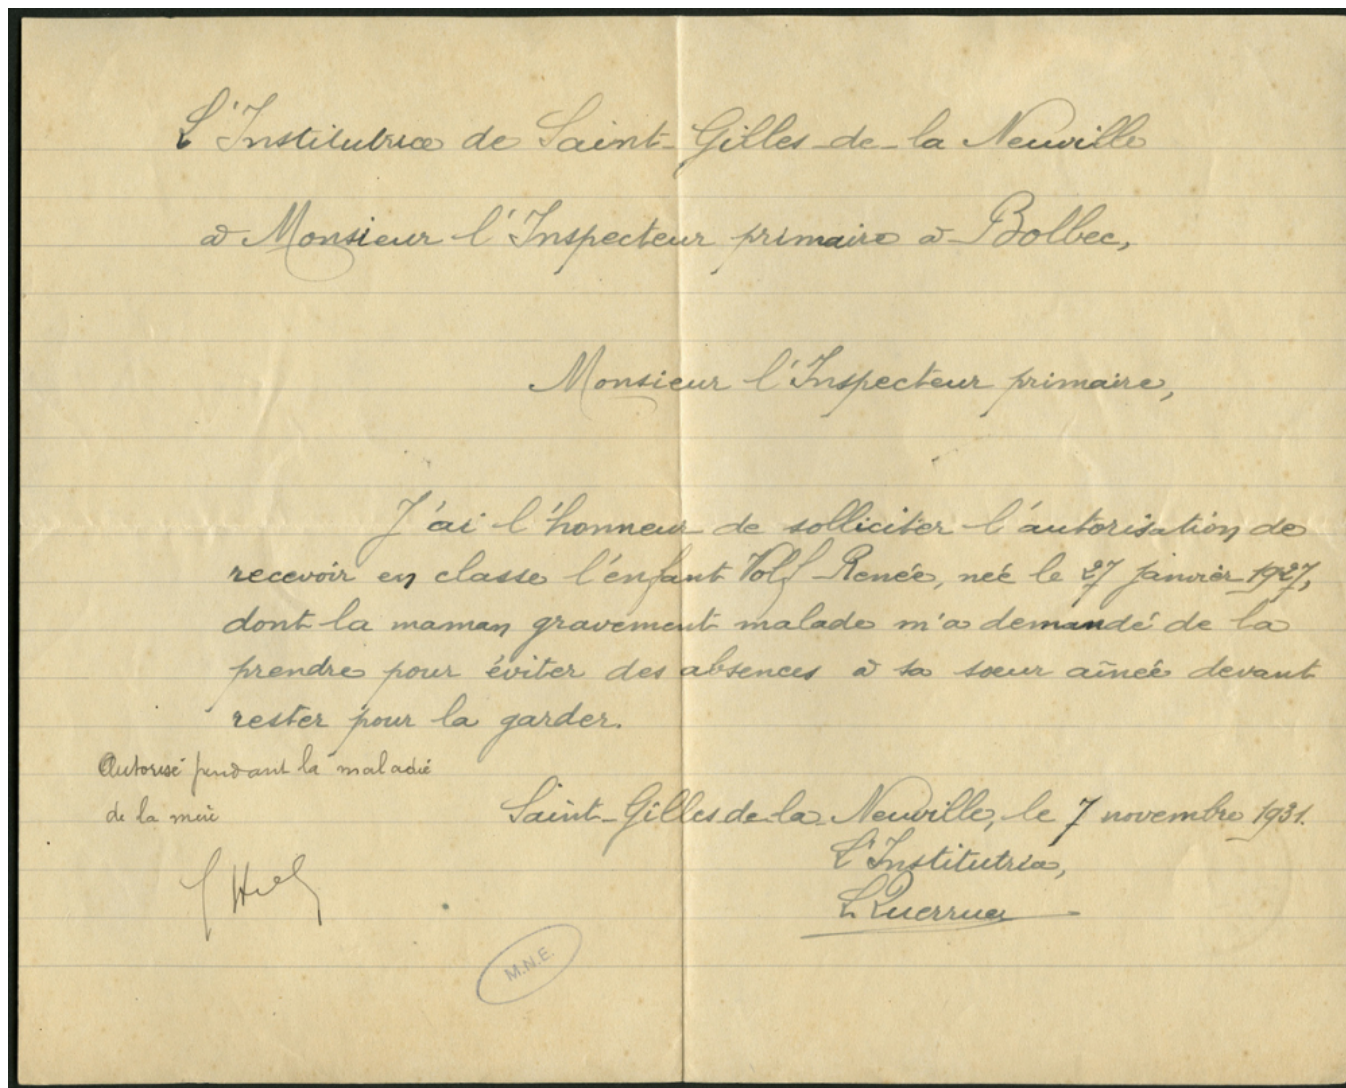 L'Institutrice de Saint-Gilles-de-la Neuville
à Monsieur l'Inspecteur primaire à Bolbec,
Monsieur l'Inspecteur primaire,
J'ai l'honneur de solliciter l'autorisation de
recevoir en classe l'enfant Volf Renée, neé le 27 janvier 1927,
dont la maman gravement malade m'a demandé de la
prendre pour éviter des absences à sa sœur aînée devant
rester pour la garder.
Autorisé pendant la maladie
de la mère
Saint-Gilles-de-la-Neuville, le 7 novembre 1931.
L'Institutrice,
M.N.E.